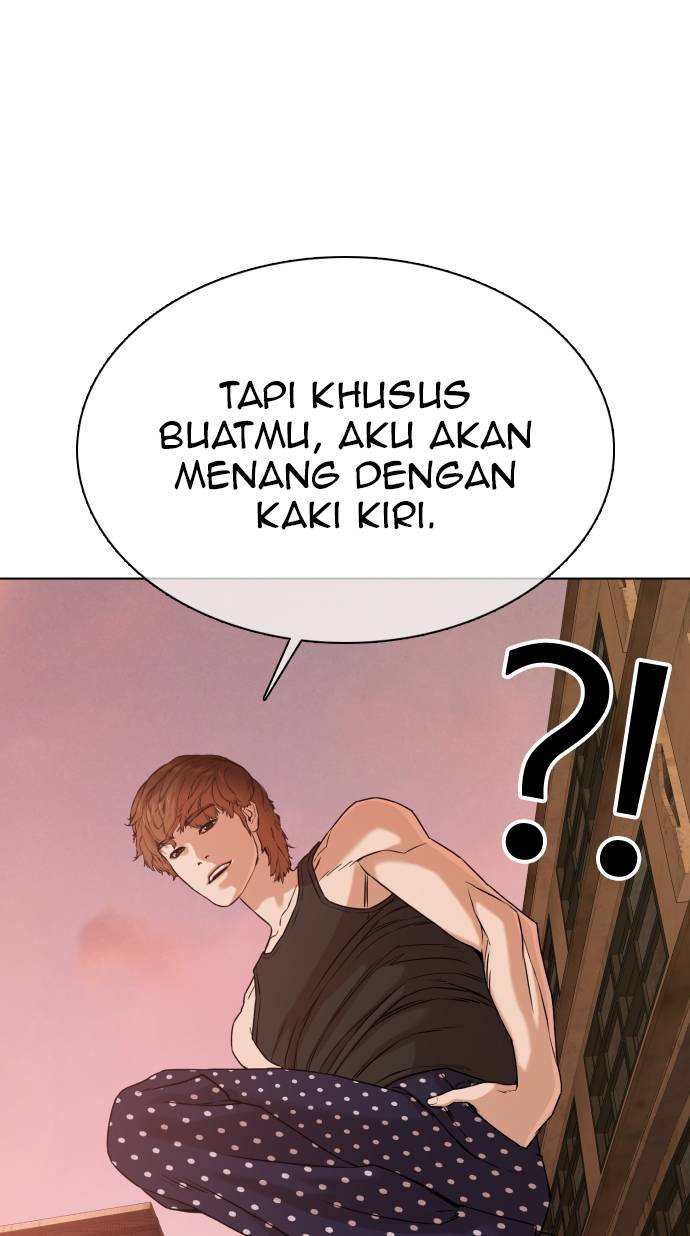 TAPI KHUSUS
BUATMU, AKU AKAN
MENANG DENGAN
KAKI KIRI.
?!